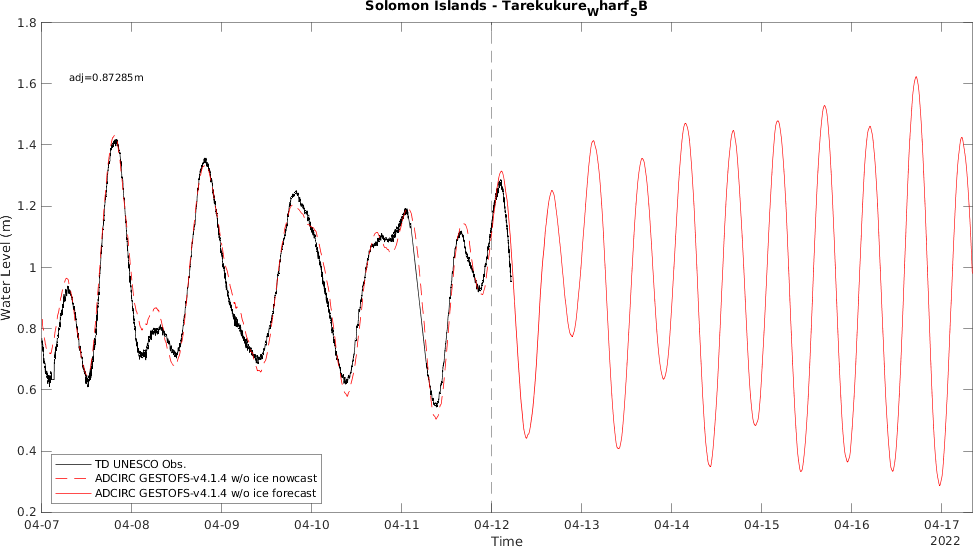 Solomon Islands - TarekukureWharfSB
1.8
1.6
1.4
1.2
1
0.8
0.6
0.4
0.2
Water Level (m)
adj=0.87285m
TD UNESCO Obs.
ADCIRC GESTOFS-v4.1.4 w/o ice nowcast
ADCIRC GESTOFS-v4.1.4 w/o ice forecast
04-07 04-08 04-09 04-10 04-11 04-12 04-13 04-14 04-15 04-16 04-17
Time
2022